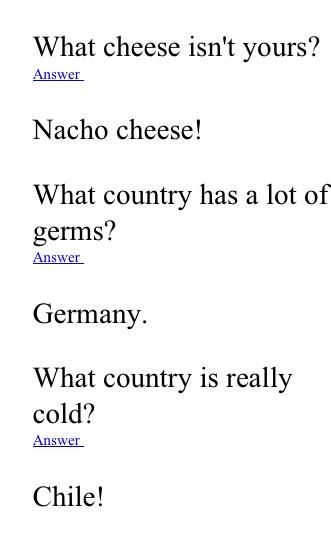 What cheese isn't yours?
Answer
Nacho cheese!
What country has a lot of
germs?
Answer
Germany.
What country is really
cold?
Answer
Chile!